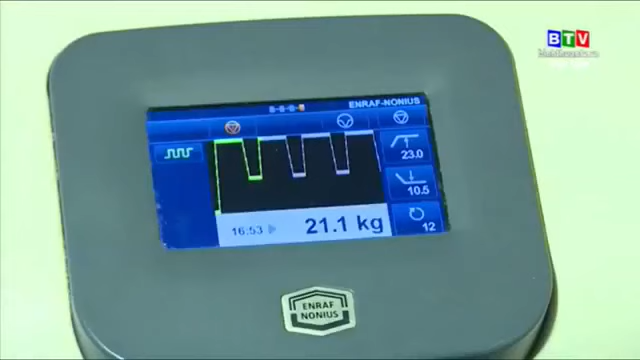 BTV
ENRAF-NONIUS
23.0
10.5
16:53
21.1 kg
12
ENRAF
NONIUS